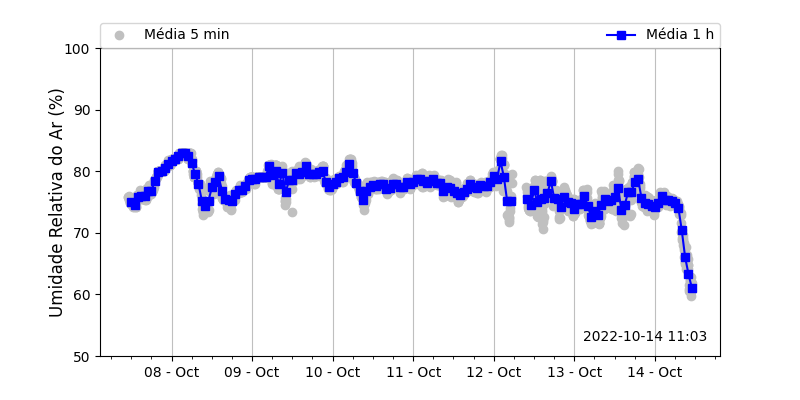 Média 5 min
Média 1 h
Umidade Relativa do Ar (%)
100
90
80
70
60
50
2022-10-14 11:03
08 - Oct
09 - Oct
10 - Oct
11 - Oct
12 - Oct
13 - Oct
14 - Oct